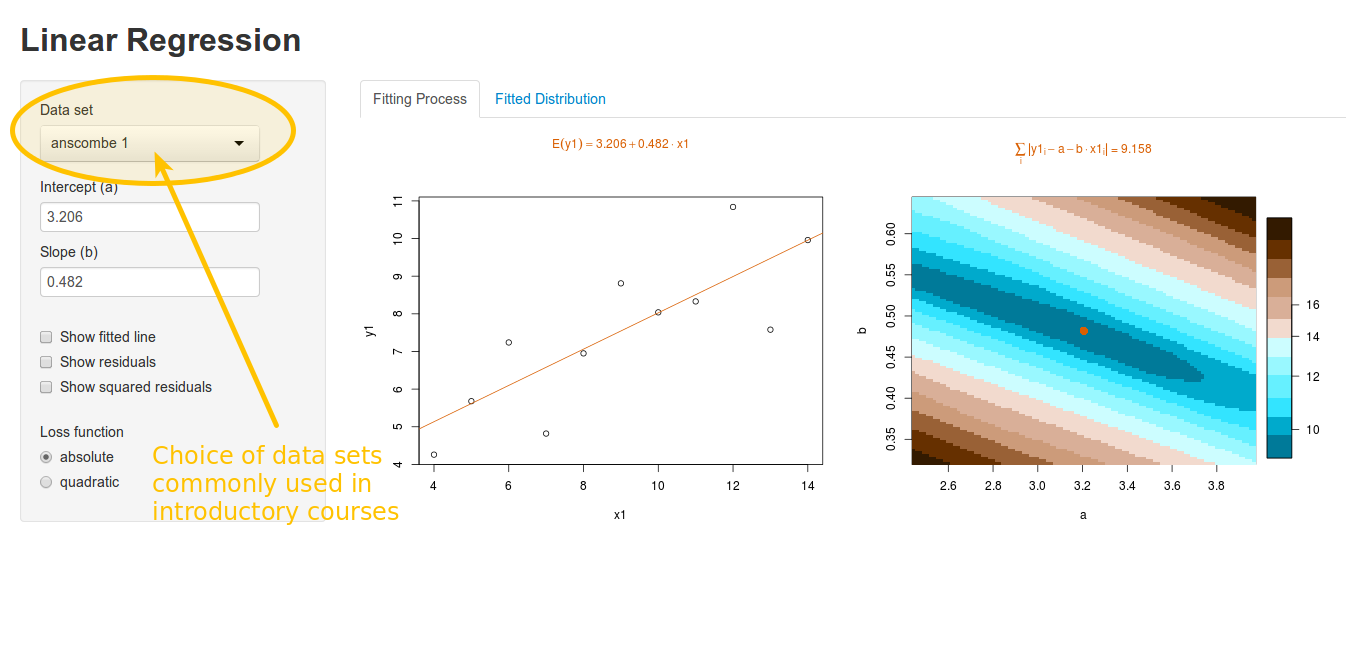 Linear Regression
Data set
anscombe 1
Intercept (a)
3.206
Slope (b)
0.482
Show fitted line
Show residuals
Show squared residuals
Loss function
absolute
quadratic
Choice of data sets
commonly used in
introductory courses
Fitting Process
Fitted Distribution
E(y1) = 3.206 + 0.482 · x1
y1
11
10
9
8
7
6
5
4
4 6 8 10 12 14
x1
∑ |y1i − a − b · x1i| = 9.158
i
b
0.60
0.55
0.50
0.45
0.40
0.35
2.6 2.8 3.0 3.2 3.4 3.6 3.8
a
16
14
12
10